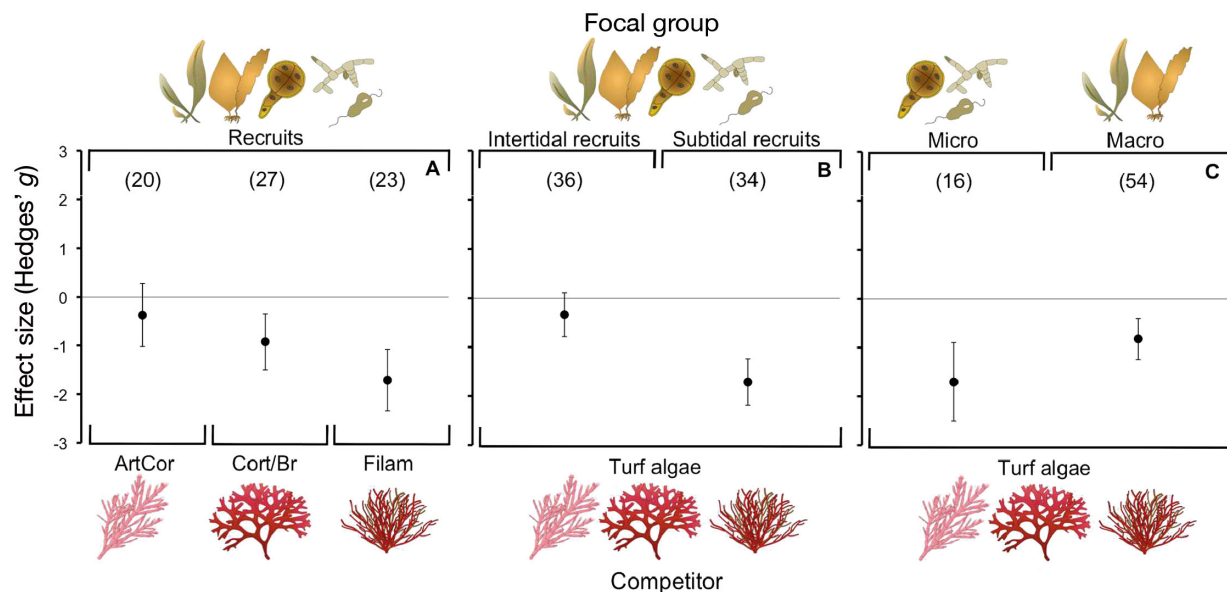 Focal group
Recruits
Intertidal recruits
Subtidal recruits
Micro
Macro
Effect size (Hedges' g)
3
2
1
0
-1
-2
-3
(20)
(27)
(23)
A
(36)
(34)
B
(16)
(54)
C
ArtCor
Cort/Br
Filam
Turf algae
Turf algae
Competitor